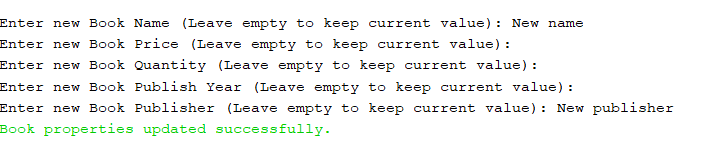 Enter new Book Name (Leave empty to keep current value): New name
Enter new Book Price (Leave empty to keep current value):
Enter new Book Quantity (Leave empty to keep current value):
Enter new Book Publish Year (Leave empty to keep current value):
Enter new Book Publisher (Leave empty to keep current value): New publisher
Book properties updated successfully.